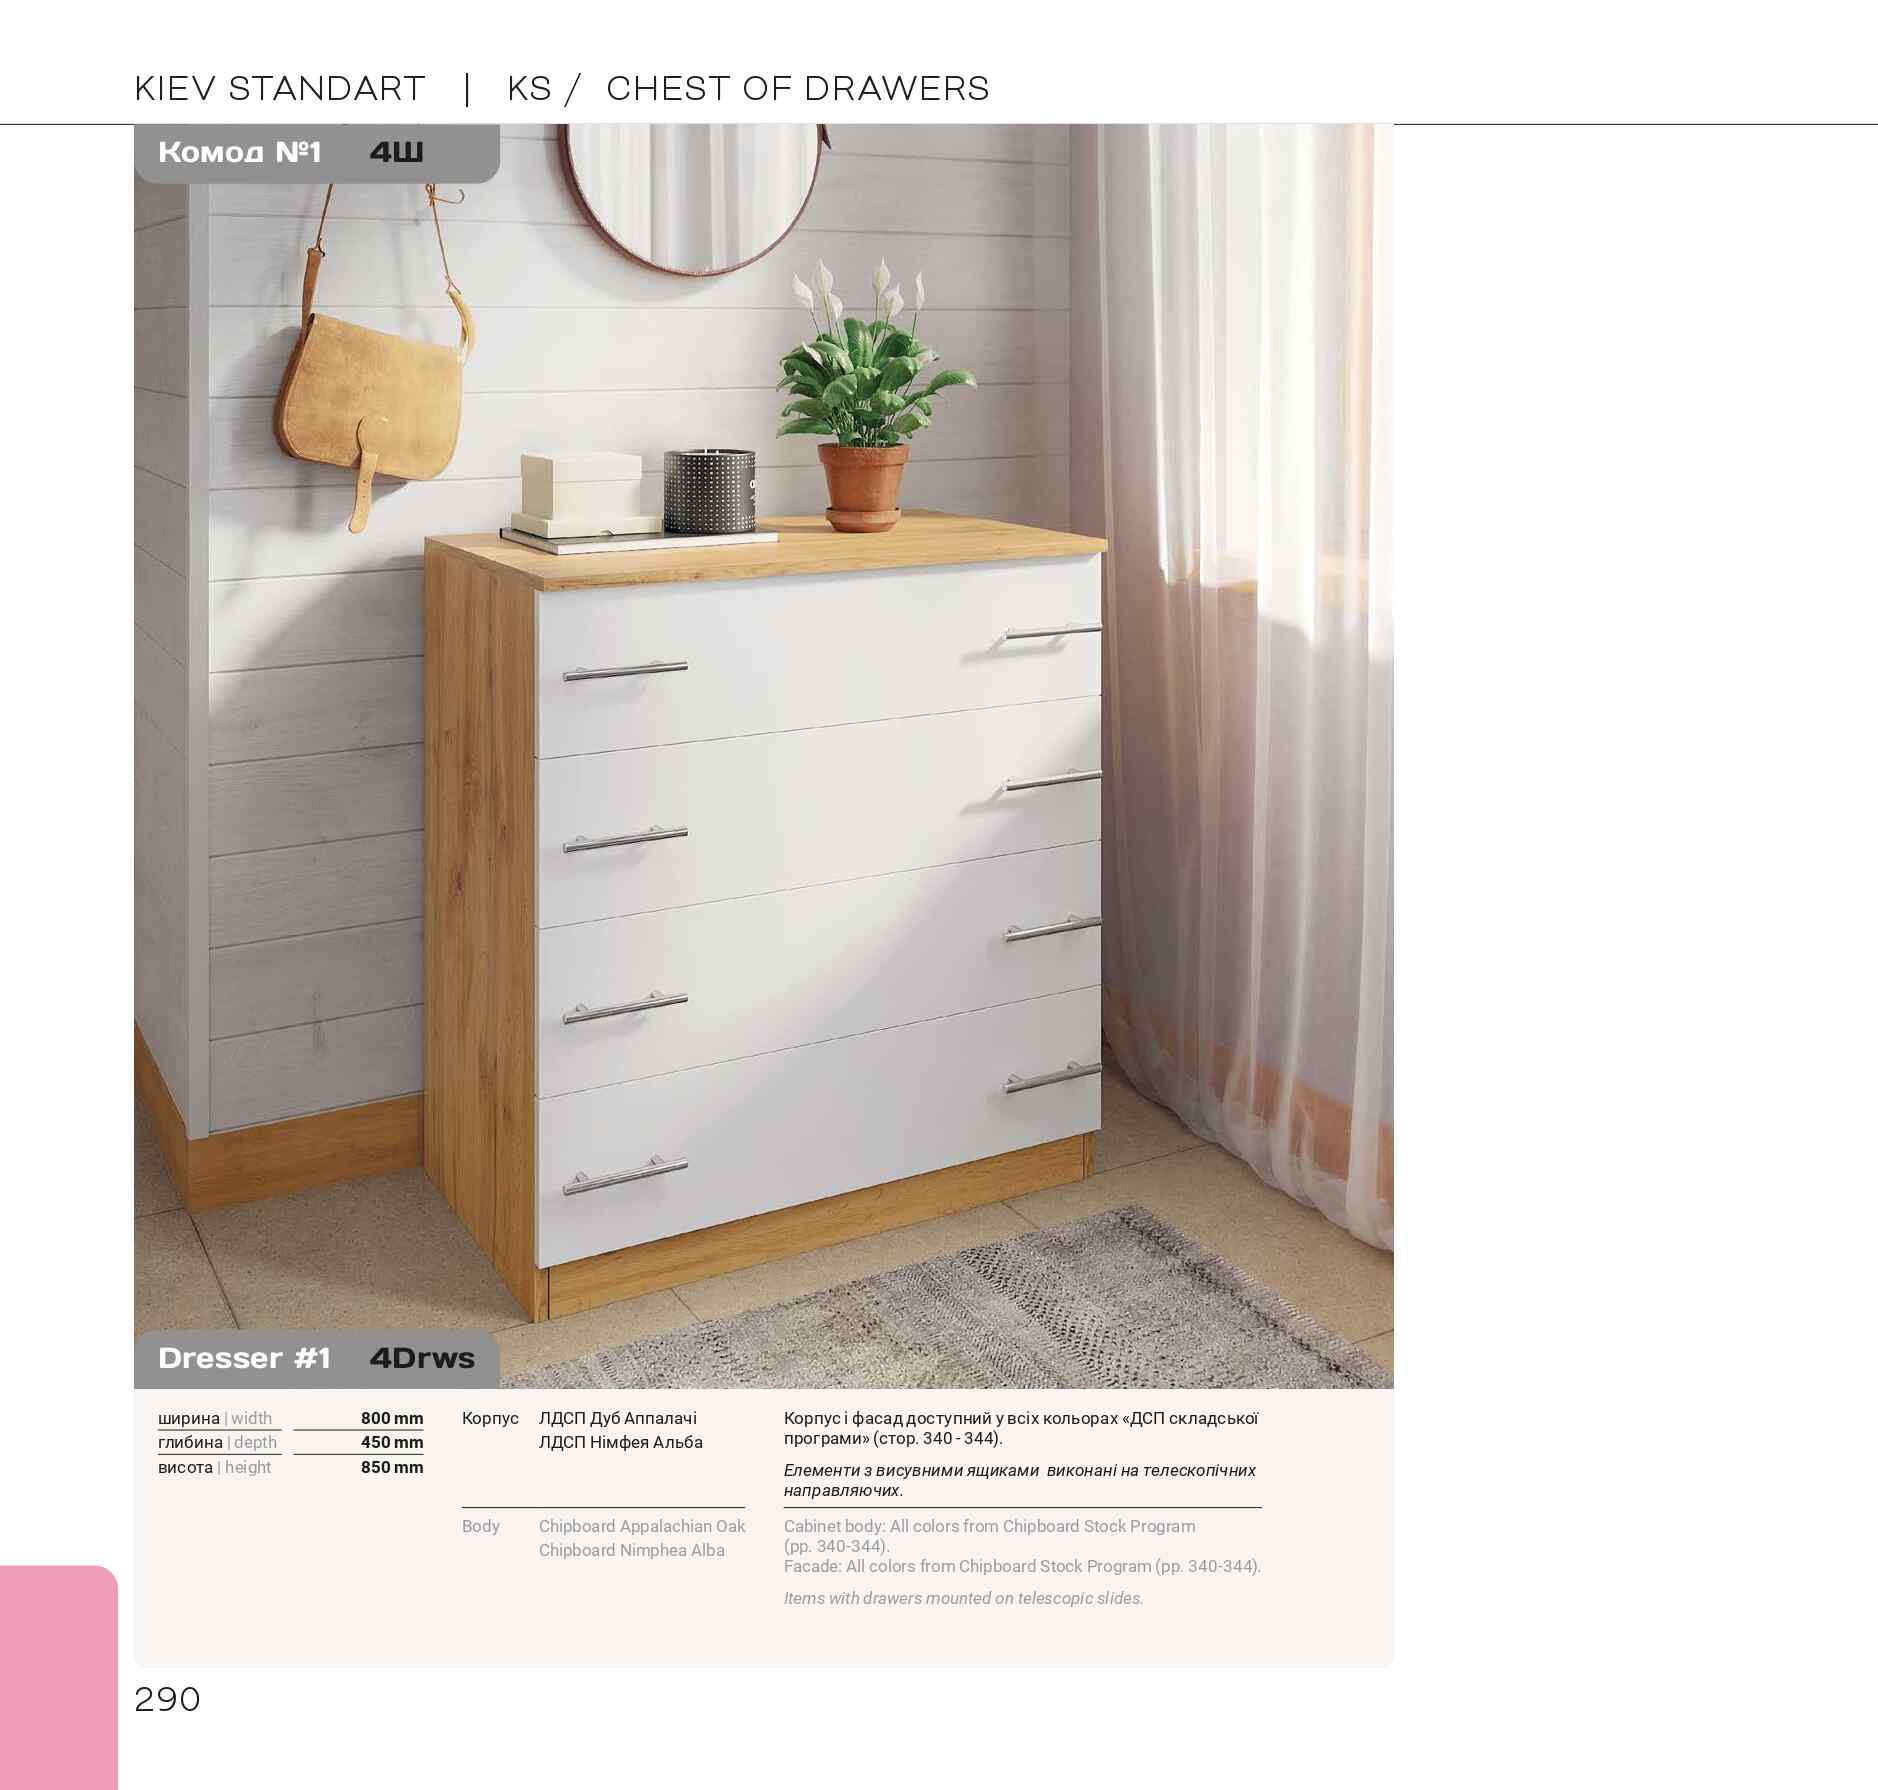 KIEV STANDART | KS / CHEST OF DRAWERS
Комод №1 4Ш
Dresser #1 4Drws
ширина | width 800 mm
глибина | depth 450 mm
висота | height 850 mm
Корпус ЛДСП Дуб Аппалачі
ЛДСП Німфея Альба
Body Chipboard Appalachian Oak
Chipboard Nimphea Alba
Корпус і фасад доступний у всіх кольорах «ДСП складської
програми» (стор. 340 - 344).
Елементи з висувними ящиками виконані на телескопічних
направляючих.
Cabinet body: All colors from Chipboard Stock Program
(pp. 340-344).
Facade: All colors from Chipboard Stock Program (pp. 340-344).
Items with drawers mounted on telescopic slides.
290